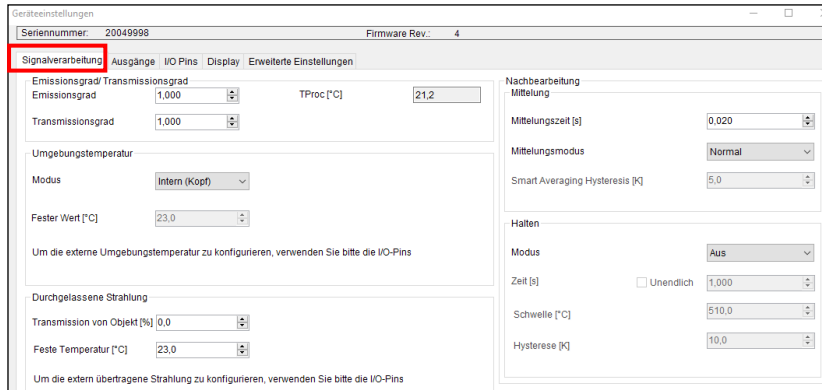 Geräteeinstellungen
Seriennummer: 20049998 Firmware Rev.: 4
Signalverarbeitung Ausgänge I/O Pins Display Erweiterte Einstellungen
Emissionsgrad/ Transmissionsgrad
Emissionsgrad 1,000 TProc [°C] 21,2
Transmissionsgrad 1,000
Umgebungstemperatur
Modus Intern (Kopf)
Fester Wert [°C] 23,0
Um die externe Umgebungstemperatur zu konfigurieren, verwenden Sie bitte die I/O-Pins
Durchgelassene Strahlung
Transmission von Objekt [%] 0,0
Feste Temperatur [°C] 23,0
Um die extern übertragene Strahlung zu konfigurieren, verwenden Sie bitte die I/O-Pins
Nachbearbeitung
Mittelung
Mittelungszeit [s] 0,020
Mittelungsmodus Normal
Smart Averaging Hysteresis [K] 5,0
Halten
Modus Aus
Zeit [s] Unendlich 1,000
Schwelle [°C] 510,0
Hysterese [K] 10,0